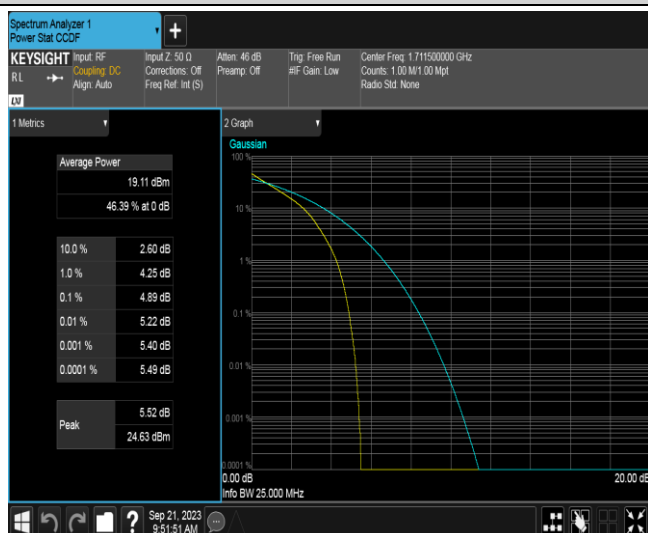 Spectrum Analyzer 1
Power Stat CCDF
KEYSIGHT
RL
LXI
Input: RF
Coupling: DC
Align: Auto
Input Z: 50 Ω
Corrections: Off
Freq Ref: Int (S)
Atten: 46 dB
Preamp: Off
Trig: Free Run
#IF Gain: Low
Center Freq: 1.711500000 GHz
Counts: 1.00 M/1.00 Mpt
Radio Std: None
1 Metrics
Average Power
19.11 dBm
46.39 % at 0 dB
10.0 % 2.60 dB
1.0 % 4.25 dB
0.1 % 4.89 dB
0.01 % 5.22 dB
0.001 % 5.40 dB
0.0001 % 5.49 dB
Peak
5.52 dB
24.63 dBm
2 Graph
Gaussian
100 %
10 %
1 %
0.1 %
0.01 %
0.001 %
0.0001 %
0.00 dB 20.00 dB
Info BW 25.000 MHz
Sep 21, 2023
9:51:51 AM